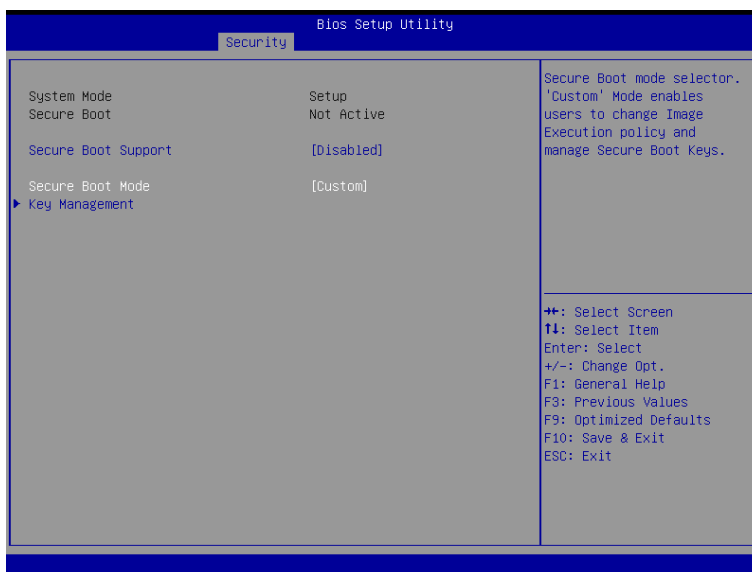 Bios Setup Utility
Security
System Mode Setup
Secure Boot Not Active
Secure Boot Support [Disabled]
Secure Boot Mode [Custom]
Key Management
Secure Boot mode selector.
'Custom' Mode enables
users to change Image
Execution policy and
manage Secure Boot Keys.
→←: Select Screen
↑↓: Select Item
Enter: Select
+/-: Change Opt.
F1: General Help
F3: Previous Values
F9: Optimized Defaults
F10: Save & Exit
ESC: Exit